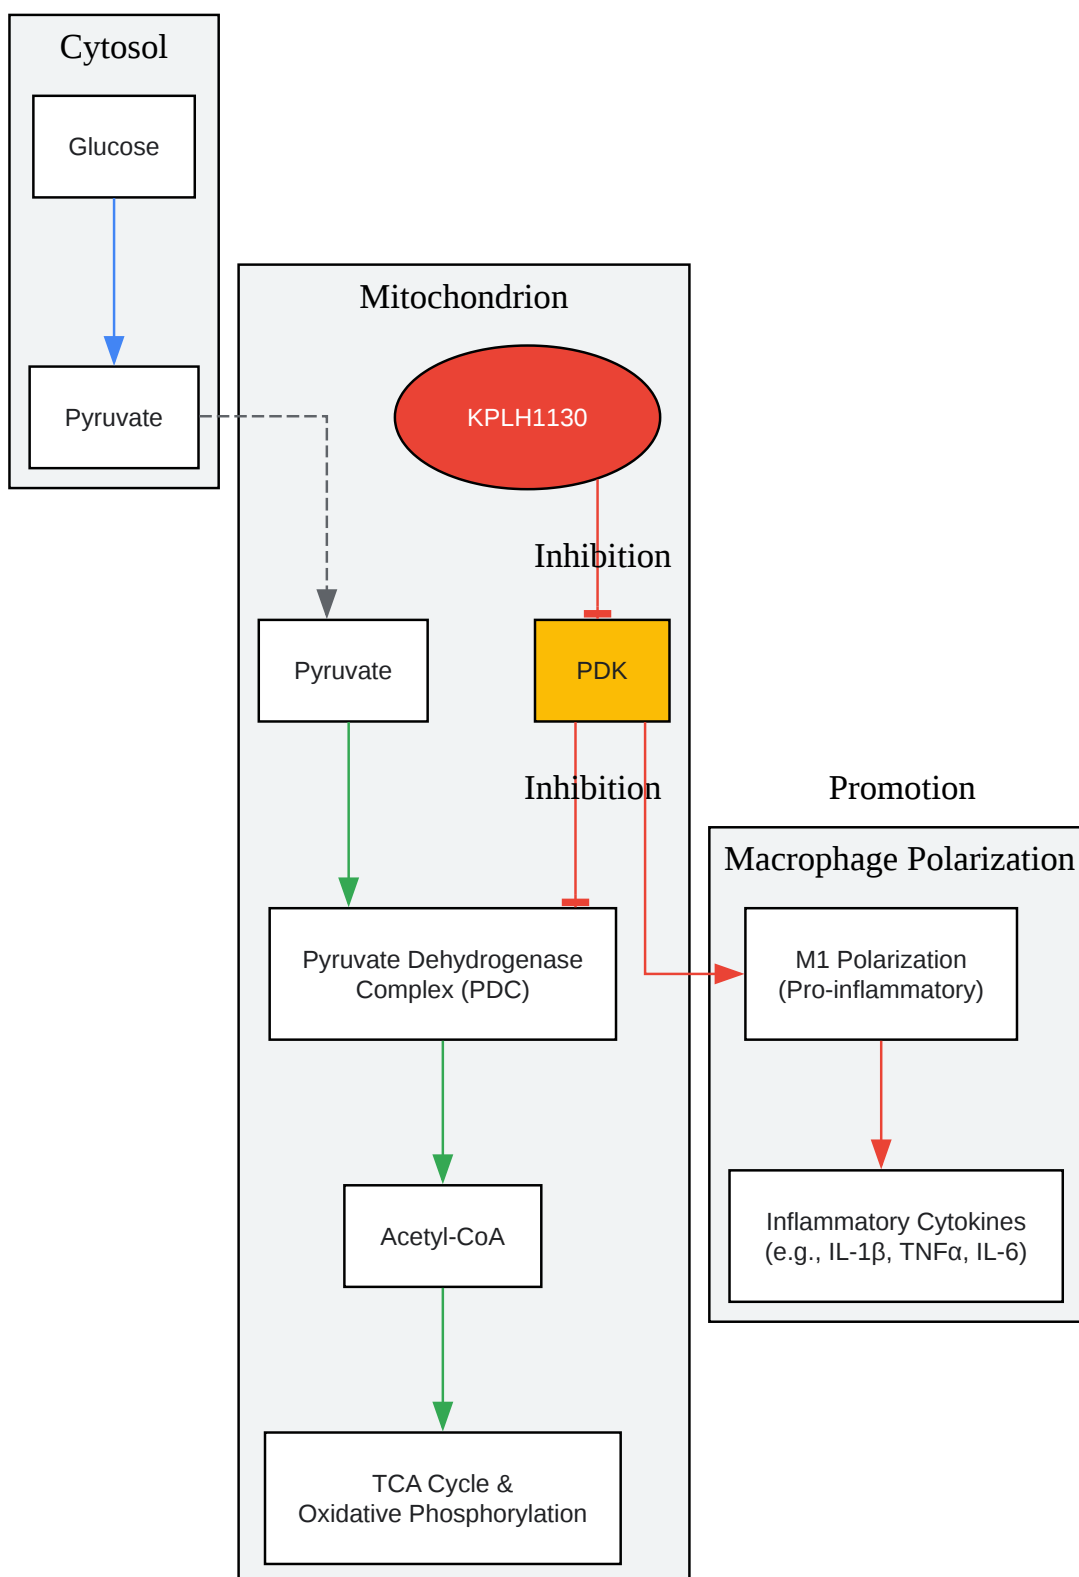 Cytosol
Glucose
Pyruvate
Mitochondrion
KPLH1130
Inhibition
Pyruvate
PDK
Inhibition
Promotion
Pyruvate Dehydrogenase
Complex (PDC)
Acetyl-CoA
TCA Cycle &
Oxidative Phosphorylation
Macrophage Polarization
M1 Polarization
(Pro-inflammatory)
Inflammatory Cytokines
(e.g., IL-1β, TNFα, IL-6)